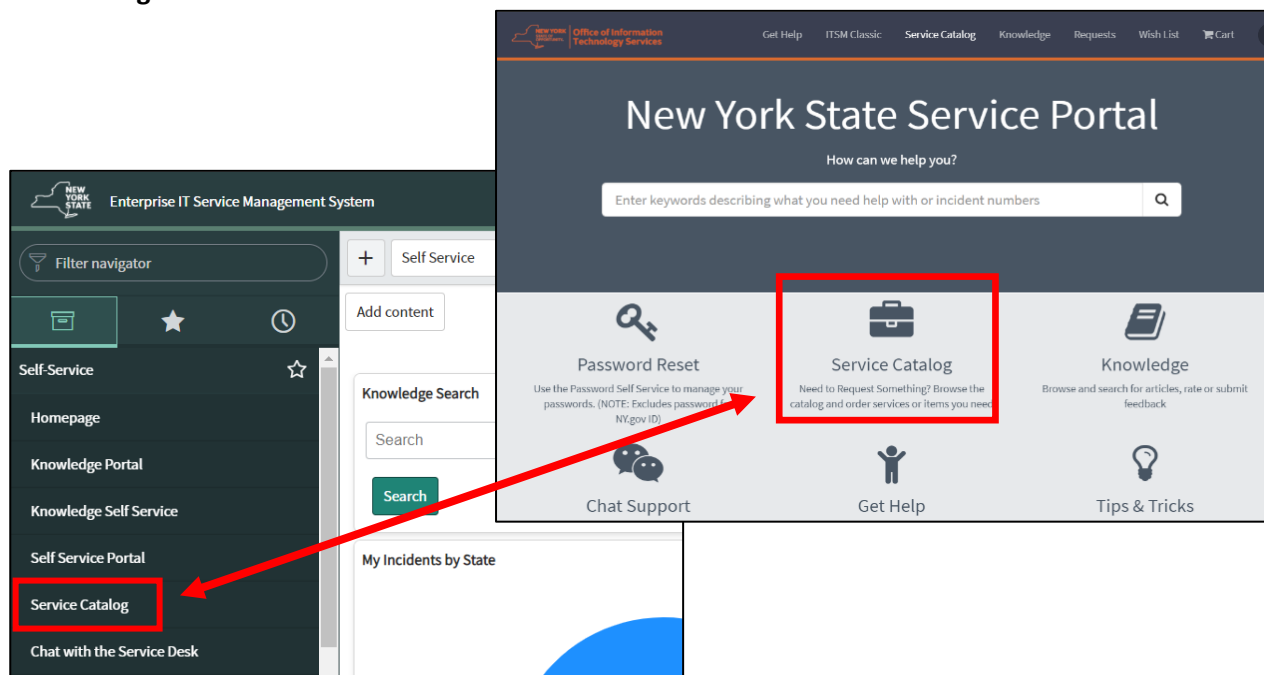 NEW YORK
Office of Information
Technology Services
Get Help ITSM Classic Service Catalog Knowledge Requests Wish List Cart
New York State Service Portal
How can we help you?
Enter keywords describing what you need help with or incident numbers
Password Reset
Use the Password Self Service to manage your
passwords. (NOTE: Excludes password
NY.gov ID)
Service Catalog
Need to Request Something? Browse the
catalog and order services or items you need
Knowledge
Browse and search for articles, rate or submit
feedback
Chat Support
Get Help
Tips & Tricks
NEW
YORK
STATE
Enterprise IT Service Management System
Filter navigator
Self-Service
Homepage
Knowledge Portal
Knowledge Self Service
Self Service Portal
Service Catalog
Chat with the Service Desk
+ Self Service
Add content
Knowledge Search
Search
Search
My Incidents by State